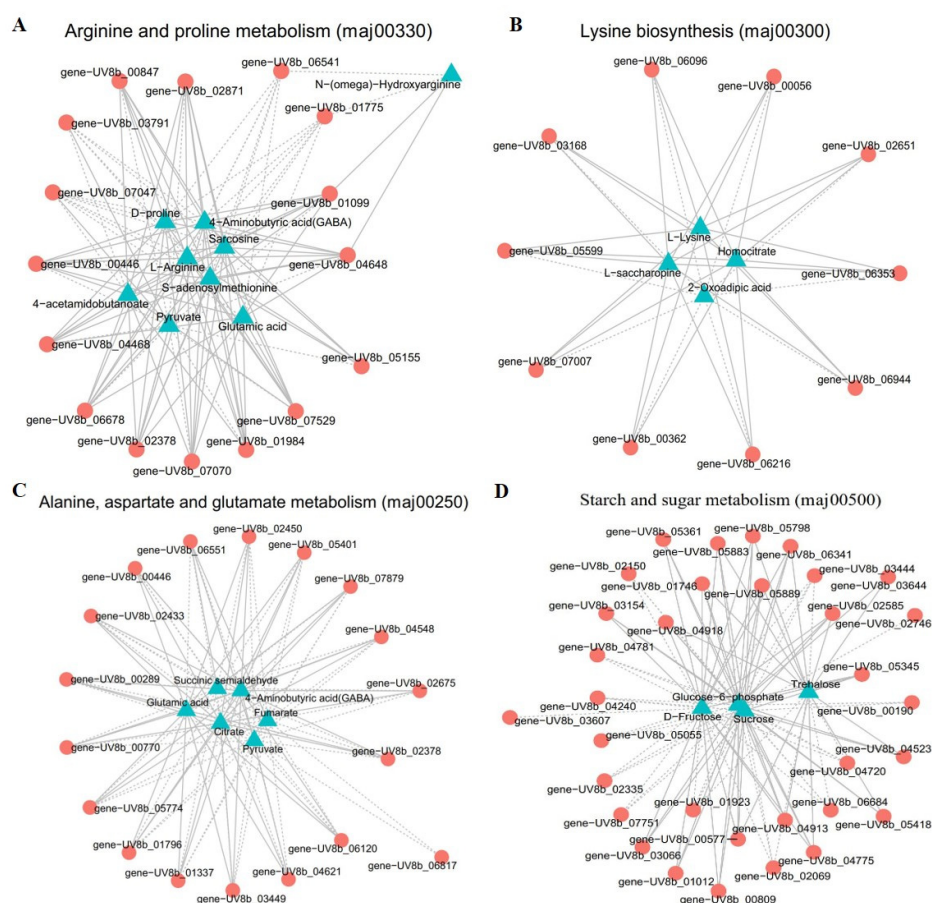 A
Arginine and proline metabolism (maj00330)
gene-UV8b_06541
gene-UV8b_00847
gene-UV8b_02871
N-(omega)-Hydroxyarginine
gene-UV8b_01775
gene-UV8b_03791
gene-UV8b_07047
gene-UV8b_01099
D-proline
4-Aminobutyric acid(GABA)
Sarcosine
gene-UV8b_00446
L-Arginine
gene-UV8b_04648
S-adenosylmethionine
4-acetamidobutanoate
Pyruvate
Glutamic acid
gene-UV8b_04468
gene-UV8b_05155
gene-UV8b_06678
gene-UV8b_07529
gene-UV8b_02378
gene-UV8b_01984
gene-UV8b_07070
B
Lysine biosynthesis (maj00300)
gene-UV8b_06096
gene-UV8b_00056
gene-UV8b_03168
gene-UV8b_02651
L-Lysine
gene-UV8b_05599
Homocitrate
L-saccharopine
gene-UV8b_06353
2-Oxoadipic acid
gene-UV8b_07007
gene-UV8b_06944
gene-UV8b_00362
gene-UV8b_06216
C
Alanine, aspartate and glutamate metabolism (maj00250)
gene-UV8b_02450
gene-UV8b_06551
gene-UV8b_05401
gene-UV8b_00446
gene-UV8b_07879
gene-UV8b_02433
gene-UV8b_04548
gene-UV8b_00289
Succinic semialdehyde
gene-UV8b_02675
4-Aminobutyric acid(GABA)
Glutamic acid
Fumarate
Citrate
gene-UV8b_00770
Pyruvate
gene-UV8b_02378
gene-UV8b_05774
gene-UV8b_06120
gene-UV8b_01796
gene-UV8b_06817
gene-UV8b_01337
gene-UV8b_04621
gene-UV8b_03449
D
Starch and sugar metabolism (maj00500)
gene-UV8b_05361
gene-UV8b_05798
gene-UV8b_05883
gene-UV8b_06341
gene-UV8b_02150
gene-UV8b_03444
gene-UV8b_01746
gene-UV8b_05889
gene-UV8b_03644
gene-UV8b_03154
gene-UV8b_02585
gene-UV8b_04918
gene-UV8b_02746
gene-UV8b_04781
gene-UV8b_05345
Trehalose
Glucose-6-phosphate
gene-UV8b_04240
gene-UV8b_00190
D-Fructose
Sucrose
gene-UV8b_03607
gene-UV8b_05055
gene-UV8b_04523
gene-UV8b_04720
gene-UV8b_02335
gene-UV8b_01923
gene-UV8b_06684
gene-UV8b_07751
gene-UV8b_04913
gene-UV8b_05418
gene-UV8b_00577
gene-UV8b_03066
gene-UV8b_04775
gene-UV8b_02069
gene-UV8b_01012
gene-UV8b_00809